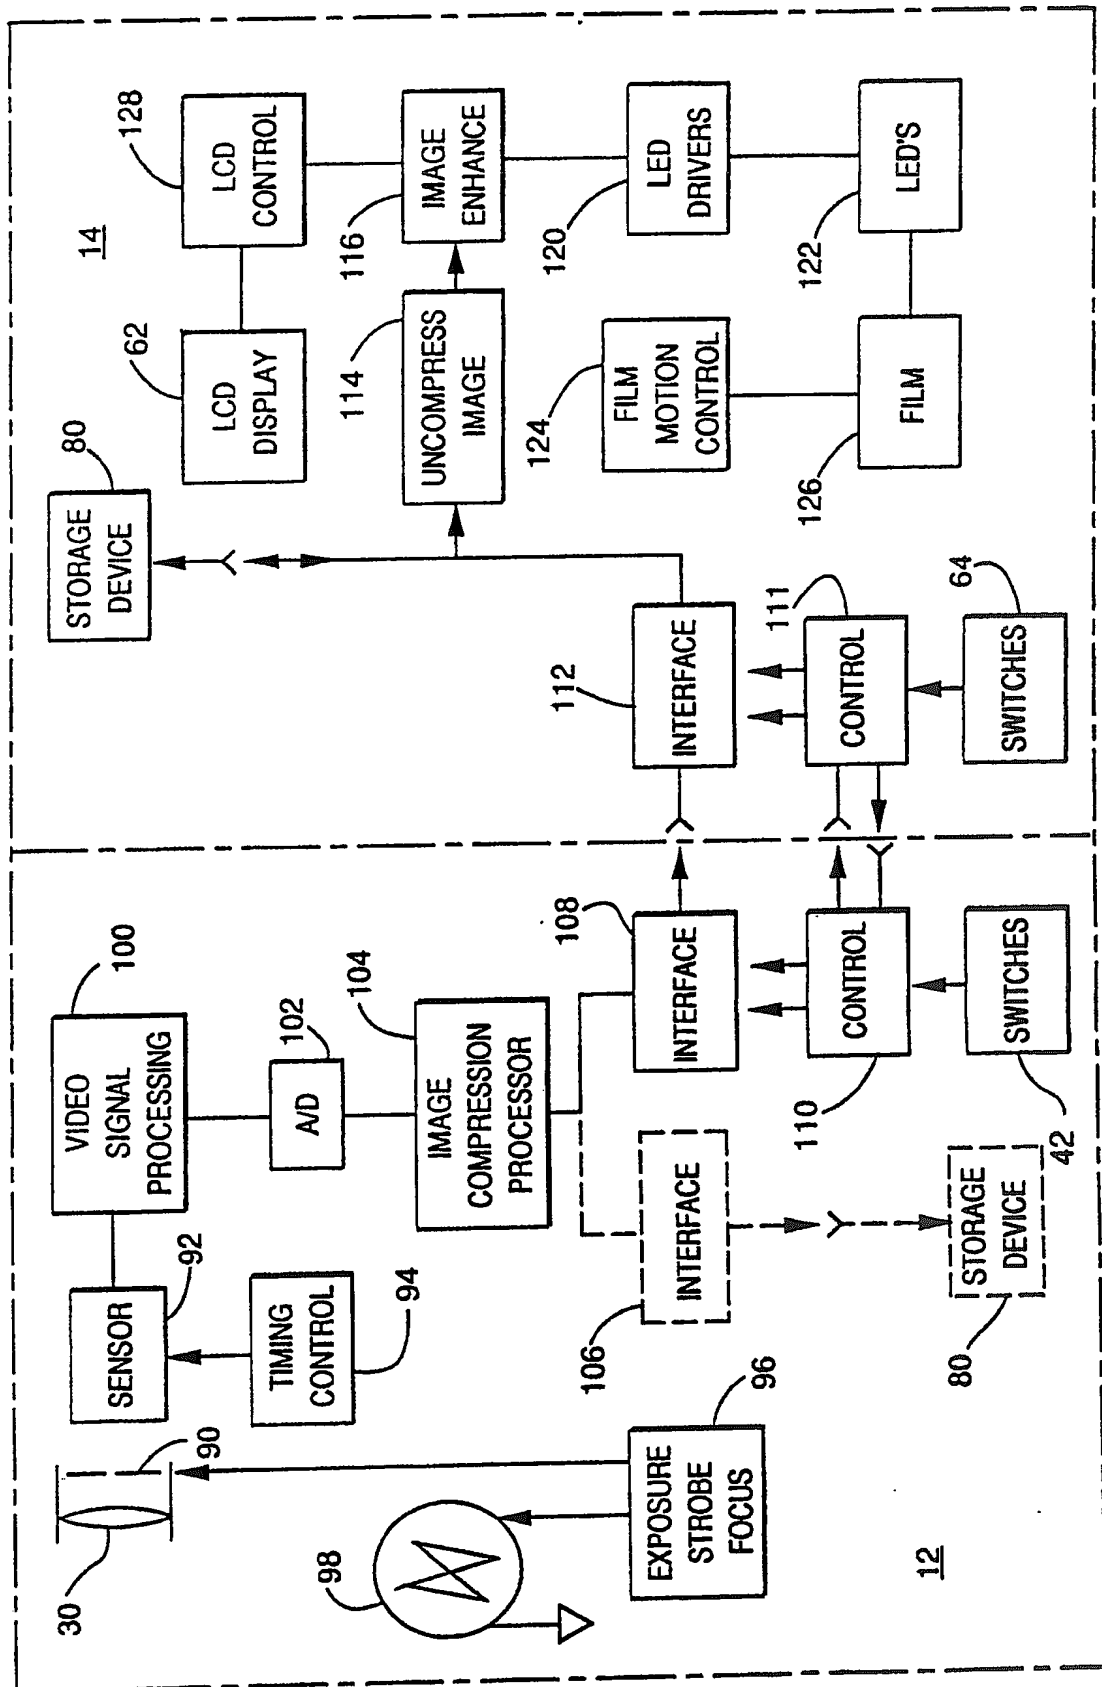 30
90
SENSOR
92
TIMING
CONTROL
94
VIDEO
SIGNAL
PROCESSING
100
A/D
102
IMAGE
COMPRESSION
PROCESSOR
104
98
EXPOSURE
STROBE
FOCUS
96
INTERFACE
106
INTERFACE
108
CONTROL
110
SWITCHES
42
STORAGE
DEVICE
80
12
14
STORAGE
DEVICE
80
LCD
DISPLAY
62
LCD
CONTROL
128
UNCOMPRESS
IMAGE
114
IMAGE
ENHANCE
116
INTERFACE
112
CONTROL
111
SWITCHES
64
FILM
MOTION
CONTROL
124
LED
DRIVERS
120
FILM
126
LED'S
122